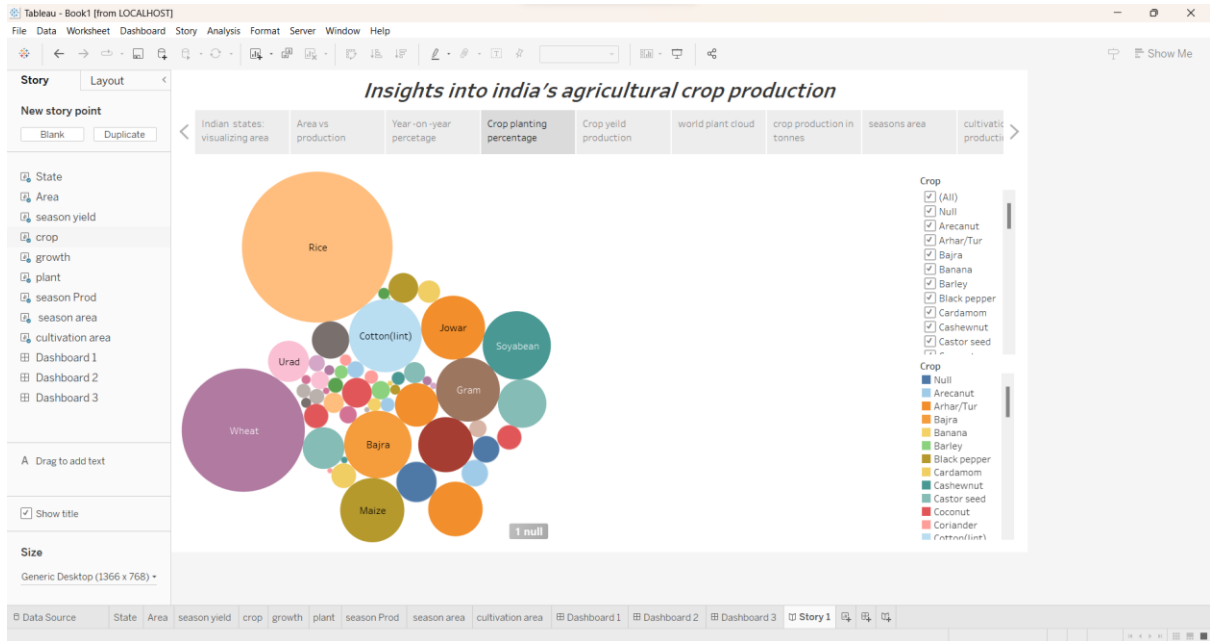 Tableau - Book1 [from LOCALHOST]
File Data Worksheet Dashboard Story Analysis Format Server Window Help
Show Me
Story
Layout
New story point
Blank
Duplicate
State
Area
season yield
crop
growth
plant
season Prod
season area
cultivation area
Dashboard 1
Dashboard 2
Dashboard 3
A Drag to add text
Show title
Size
Generic Desktop (1366 x 768)
Insights into india's agricultural crop production
Indian states:
visualizing area
Area vs
production
Year-on -year
percetage
Crop planting
percentage
Crop yeild
production
world plant cloud
crop production in
tonnes
seasons area
cultivatic
productio
Rice
Cotton(lint)
Jowar
Soyabean
Urad
Gram
Wheat
Bajra
Maize
1 null
Crop
(All)
Null
Arecanut
Arhar/Tur
Bajra
Banana
Barley
Black pepper
Cardamom
Cashewnut
Castor seed
Crop
Null
Arecanut
Arhar/Tur
Bajra
Banana
Barley
Black pepper
Cardamom
Cashewnut
Castor seed
Coconut
Coriander
Cotton(lint)
Data Source State Area season yield crop growth plant season Prod season area cultivation area Dashboard 1 Dashboard 2 Dashboard 3 Story 1